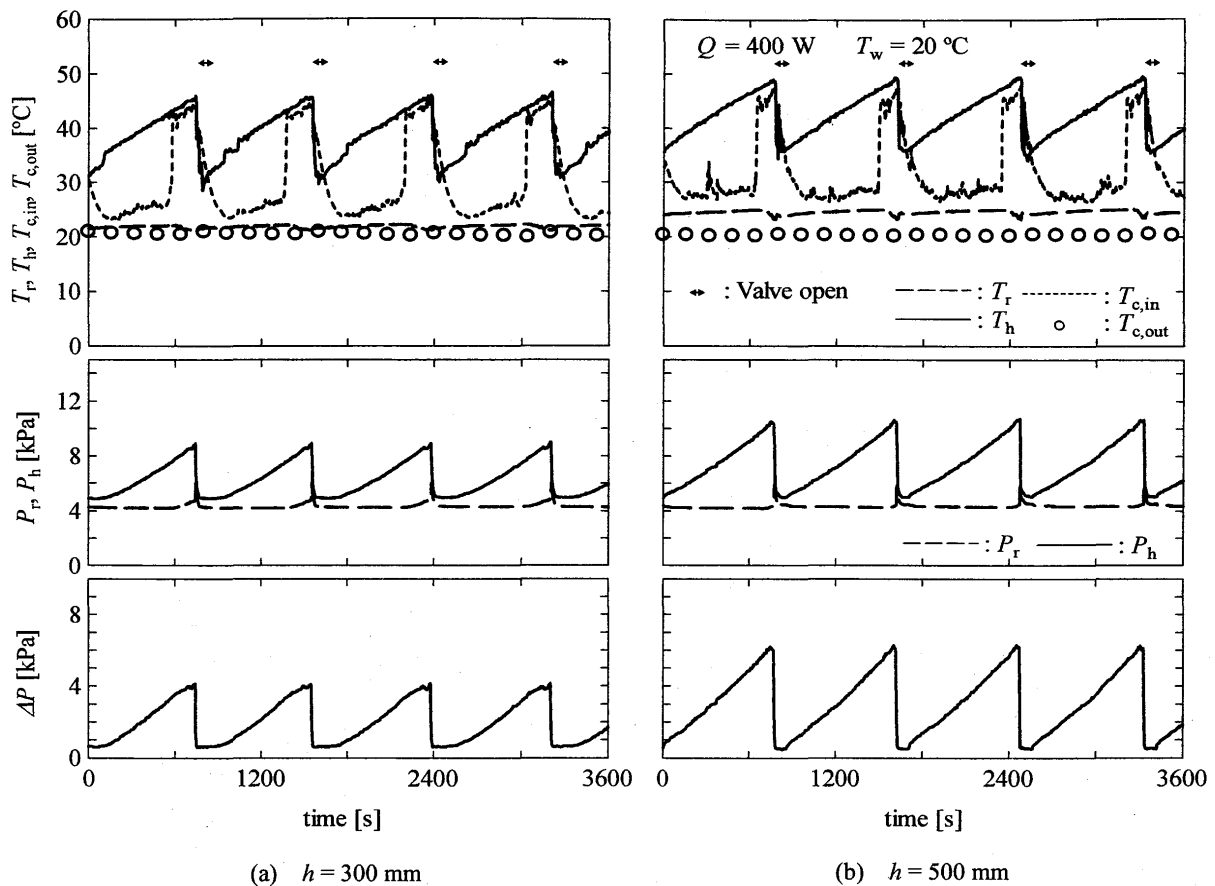 60
50
40
30
20
10
0
T_r, T_h, T_c,in, T_c,out [°C]
Q = 400 W T_w = 20 °C
↔ : Valve open
: T_r
: T_c,in
: T_h
: T_c,out
12
8
4
0
P_r, P_h [kPa]
: P_r
: P_h
8
4
0
ΔP [kPa]
0 1200 2400 3600
time [s]
0 1200 2400 3600
time [s]
(a) h = 300 mm
(b) h = 500 mm